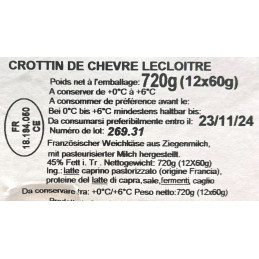 CROTTIN DE CHEVRE LECLOITRE
Poids net à l'emballage: 720g (12x60g)
A conserver de +0°C à +6°C
A consommer de préférence avant le:
Bei 0°C bis +6°C mindestens haltbar bis:
Da consumarsi preferibilmente entro il: 23/11/24
Numéro de lot: 269.31
FR
18.194.060
CE
Französischer Weichkäse aus Ziegenmilch,
mit pasteurisierter Milch hergestellt.
45% Fett i. Tr . Nettogewicht: 720g (12X60g)
Ing.: latte caprino pastorizzato (origine Francia),
proteine del latte di capra,sale,fermenti, caglio
Da conservare fra: +0°/+6°C Peso netto:720g (12x60g)